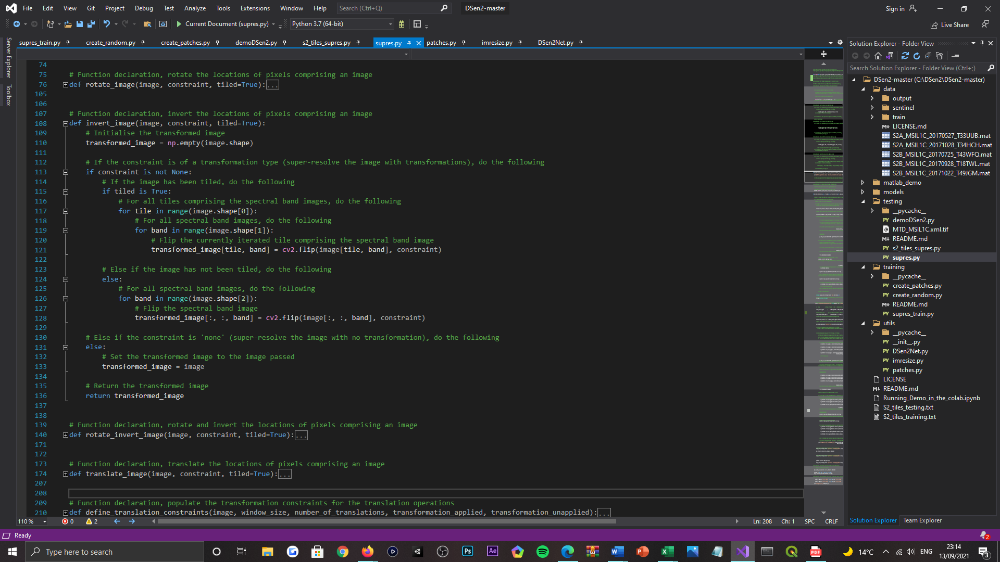 File Edit View Git Project Debug Test Analyze Tools Extensions Window Help Search (Ctrl+Q) DSen2-master Sign in
Current Document (supres.py) Python 3.7 (64-bit) Live Share
supres_train.py create_random.py create_patches.py demoDSen2.py s2_tiles_supres.py supres.py patches.py imresize.py DSen2Net.py
Server Explorer
Toolbox
74
75 # Function declaration, rotate the locations of pixels comprising an image
76 def rotate_image(image, constraint, tiled=True):...
105
106
107 # Function declaration, invert the locations of pixels comprising an image
108 def invert_image(image, constraint, tiled=True):
109 # Initialise the transformed image
110 transformed_image = np.empty(image.shape)
111
112 # If the constraint is of a transformation type (super-resolve the image with transformations), do the following
113 if constraint is not None:
114 # If the image has been tiled, do the following
115 if tiled is True:
116 # For all tiles comprising the spectral band images, do the following
117 for tile in range(image.shape[0]):
118 # For all spectral band images, do the following
119 for band in range(image.shape[1]):
120 # Flip the currently iterated tile comprising the spectral band image
121 transformed_image[tile, band] = cv2.flip(image[tile, band], constraint)
122
123 # Else if the image has not been tiled, do the following
124 else:
125 # For all spectral band images, do the following
126 for band in range(image.shape[2]):
127 # Flip the spectral band image
128 transformed_image[:, :, band] = cv2.flip(image[:, :, band], constraint)
129
130 # Else if the constraint is 'none' (super-resolve the image with no transformation), do the following
131 else:
132 # Set the transformed image to the image passed
133 transformed_image = image
134
135 # Return the transformed image
136 return transformed_image
137
138
139 # Function declaration, rotate and invert the locations of pixels comprising an image
140 def rotate_invert_image(image, constraint, tiled=True):...
171
172
173 # Function declaration, translate the locations of pixels comprising an image
174 def translate_image(image, constraint, tiled=True):...
207
208
209 # Function declaration, populate the transformation constraints for the translation operations
210 def define_translation_constraints(image, window_size, number_of_translations, transformation_applied, transformation_unapplied):...
110 % 0 2 Ln: 208 Ch: 1 SPC CRLF
Solution Explorer - Folder View
Search Solution Explorer - Folder View (Ctrl+;)
DSen2-master (C:\DSen2\DSen2-master)
data
output
sentinel
train
LICENSE.md
S2A_MSIL1C_20170527_T33UUB.mat
S2A_MSIL1C_20171028_T34HCH.mat
S2B_MSIL1C_20170725_T43WFQ.mat
S2B_MSIL1C_20170928_T18TWL.mat
S2B_MSIL1C_20171022_T49JGM.mat
matlab_demo
models
testing
__pycache__
demoDSen2.py
MTD_MSIL1C.xml.tif
README.md
s2_tiles_supres.py
supres.py
training
__pycache__
create_patches.py
create_random.py
README.md
supres_train.py
utils
__pycache__
__init__.py
DSen2Net.py
imresize.py
patches.py
LICENSE
README.md
Running_Demo_in_the_colab.ipynb
S2_tiles_testing.txt
S2_tiles_training.txt
Solution Explorer Team Explorer
Ready 2
Type here to search Ps Ae 14°C ENG 23:14
13/09/2021 3